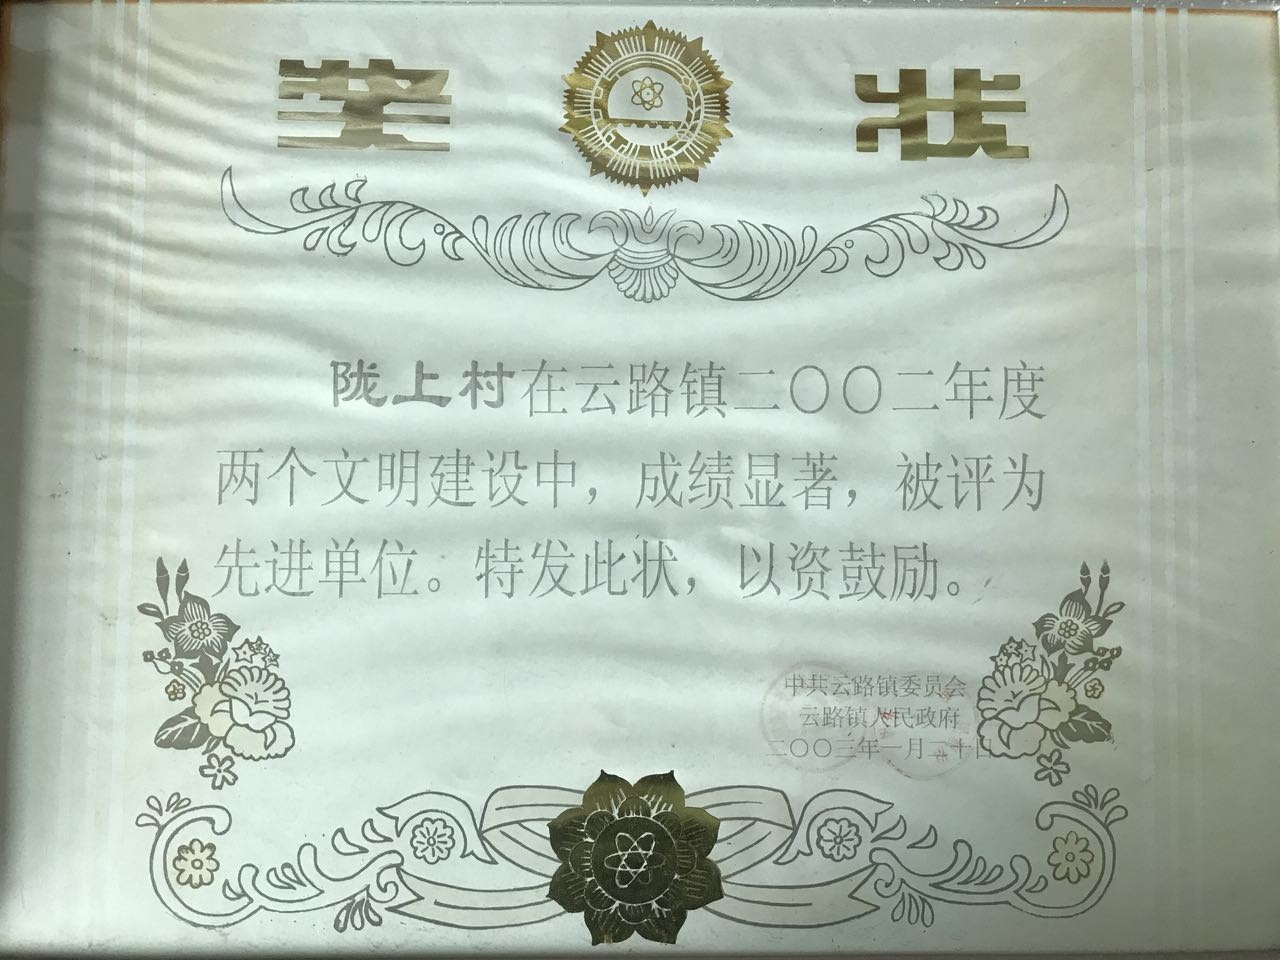 奖状
陇上村在云路镇二〇〇二年度
两个文明建设中，成绩显著，被评为
先进单位。特发此状，以资鼓励。
中共云路镇委员会
云路镇人民政府
二〇〇三年一月二十日